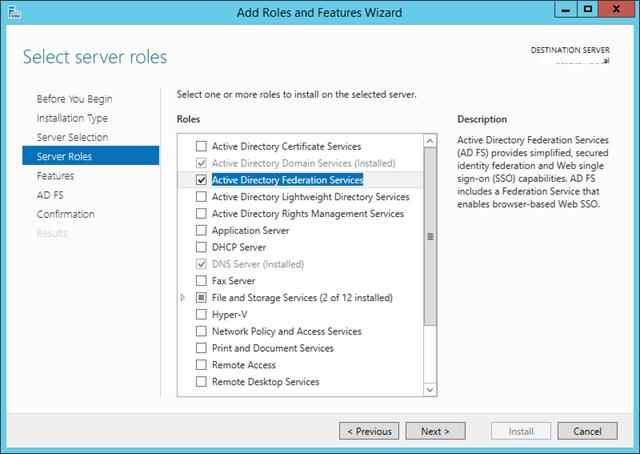 Add Roles and Features Wizard
Select server roles
DESTINATION SERVER
al
Before You Begin
Installation Type
Server Selection
Server Roles
Features
AD FS
Confirmation
Results
Select one or more roles to install on the selected server.
Roles
Active Directory Certificate Services
Active Directory Domain Services (Installed)
Active Directory Federation Services
Active Directory Lightweight Directory Services
Active Directory Rights Management Services
Application Server
DHCP Server
DNS Server (Installed)
Fax Server
File and Storage Services (2 of 12 installed)
Hyper-V
Network Policy and Access Services
Print and Document Services
Remote Access
Remote Desktop Services
Description
Active Directory Federation Services
(AD FS) provides simplified, secured
identity federation and Web single
sign-on (SSO) capabilities. AD FS
includes a Federation Service that
enables browser-based Web SSO.
< Previous
Next >
Install
Cancel